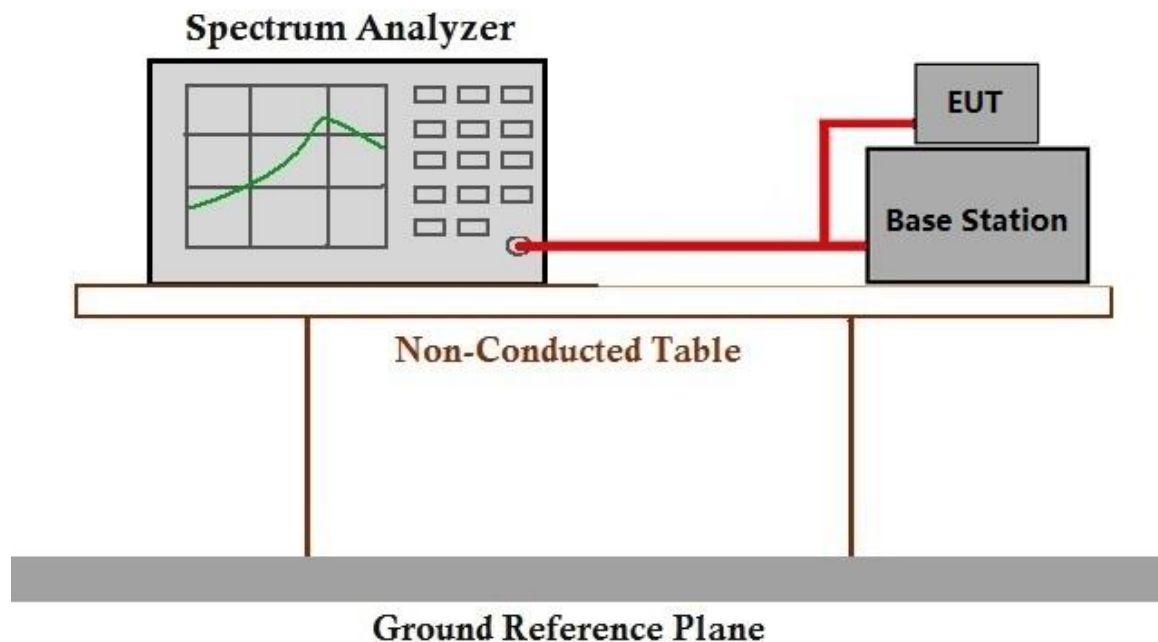 Spectrum Analyzer
EUT
Base Station
Non-Conducted Table
Ground Reference Plane